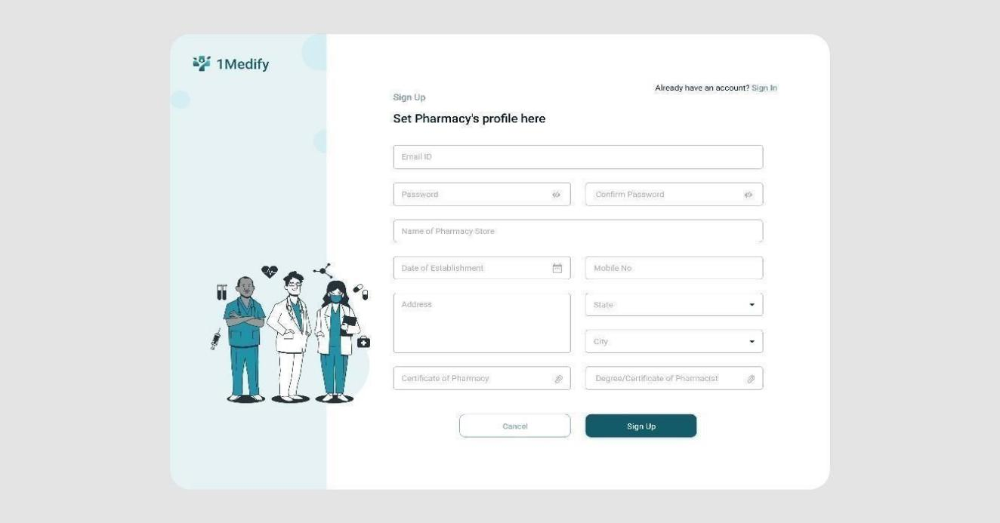 1Medify
Already have an account? Sign In
Sign Up
Set Pharmacy's profile here
Email ID
Password
Confirm Password
Name of Pharmacy Store
Date of Establishment
Mobile No
Address
State
City
Certificate of Pharmacy
Degree/Certificate of Pharmacist
Cancel
Sign Up